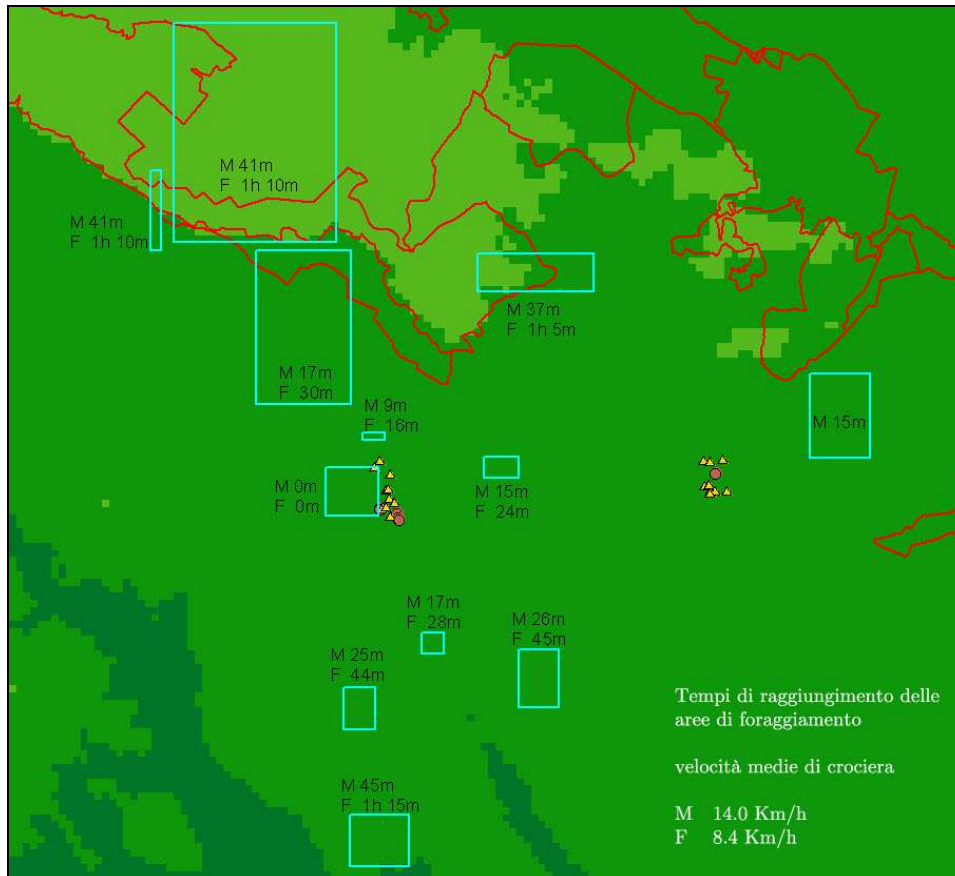 M 41m
F 1h 10m
M 41m
F 1h 10m
M 37m
F 1h 5m
M 17m
F 30m
M 9m
F 16m
M 15m
M 0m
F 0m
M 15m
F 24m
M 17m
F 28m
M 26m
F 45m
M 25m
F 44m
M 45m
F 1h 15m
Tempi di raggiungimento delle
aree di foraggiamento
velocità medie di crociera
M 14.0 Km/h
F 8.4 Km/h